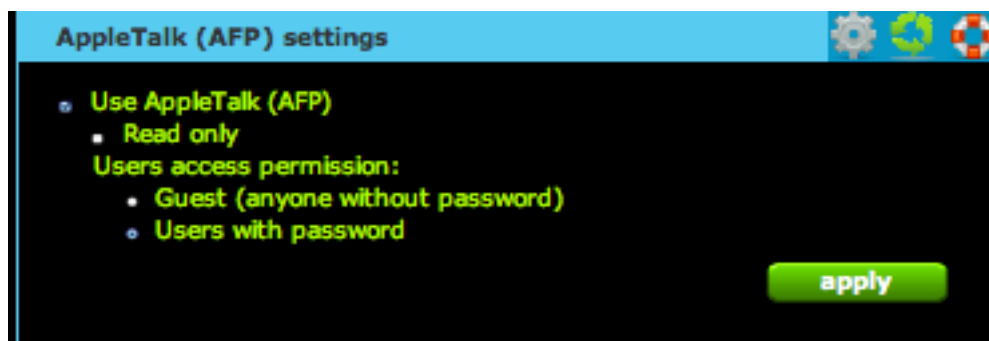 AppleTalk (AFP) settings
Use AppleTalk (AFP)
Read only
Users access permission:
Guest (anyone without password)
Users with password
apply